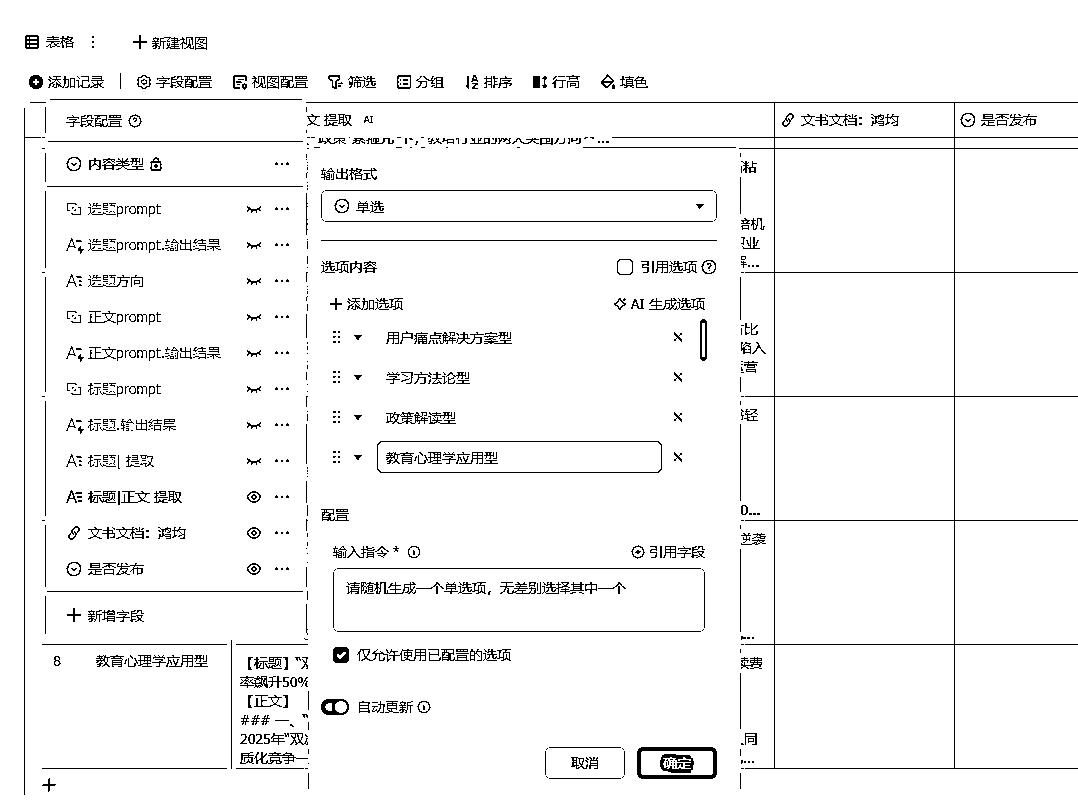 表格
新建视图
添加记录
字段配置
视图配置
筛选
分组
排序
行高
填色
字段配置
文 提取 AI
文书文档：鸿均
是否发布
内容类型
选题prompt
选题prompt.输出结果
选题方向
正文prompt
正文prompt.输出结果
标题prompt
标题.输出结果
标题| 提取
标题|正文 提取
文书文档：鸿均
是否发布
新增字段
8
教育心理学应用型
【标题】“双
率飙升50%
【正文】
### 一、“
2025年“双减
质化竞争一
输出格式
单选
选项内容
引用选项
添加选项
AI 生成选项
用户痛点解决方案型
学习方法论型
政策解读型
教育心理学应用型
配置
输入指令 *
引用字段
请随机生成一个单选项，无差别选择其中一个
仅允许使用已配置的选项
自动更新
取消
确定
粘
培机
业
...
比
陷入
营
轻
0...
逆袭
...
卖费
同
...